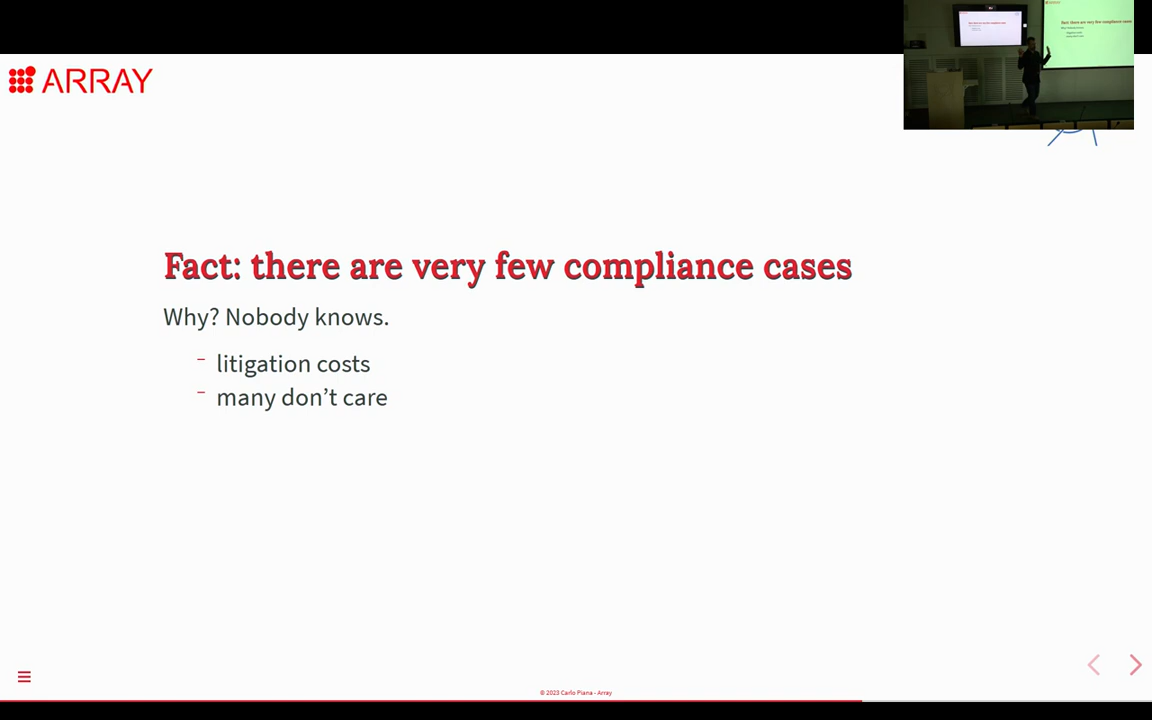 ARRAY
Fact: there are very few compliance cases
Why? Nobody knows.
– litigation costs
– many don’t care
© 2023 Carlo Piana - Array